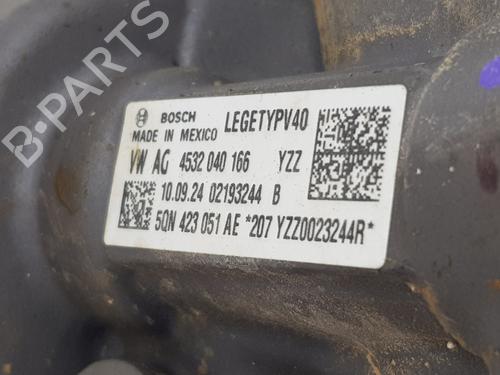 B-PARTS
BOSCH LEGETYPV40
MADE IN MEXICO
VW AG 4532 040 166 YZZ
10.09.24 02193244 B
5QN 423 051 AE *207 YZZ0023244R*